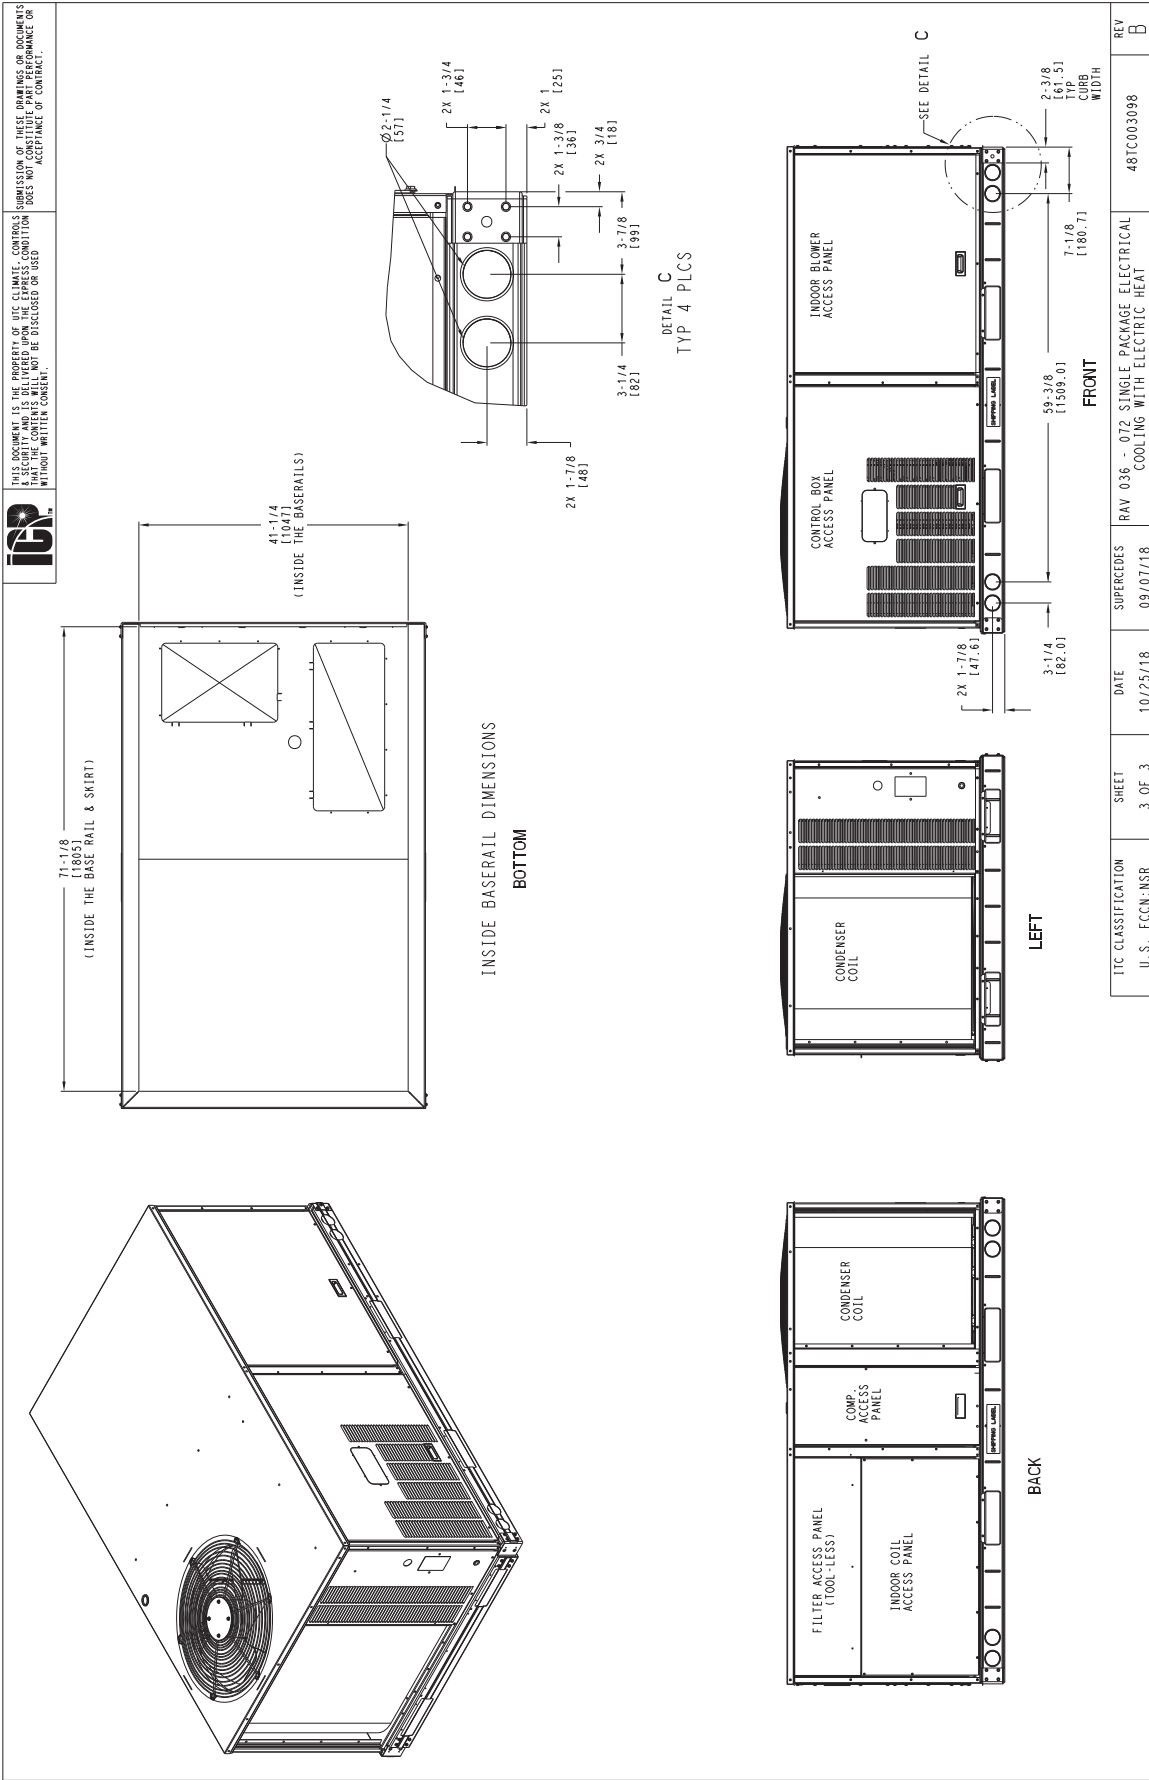 iCP™
THIS DOCUMENT IS THE PROPERTY OF UTC CLIMATE, CONTROLS
& SECURITY AND IS DELIVERED UPON THE EXPRESS CONDITION
THAT THE CONTENTS WILL NOT BE DISCLOSED OR USED
WITHOUT WRITTEN CONSENT.
SUBMISSION OF THESE DRAWINGS OR DOCUMENTS
DOES NOT CONSTITUTE PART PERFORMANCE OR
ACCEPTANCE OF CONTRACT.
71-1/8
[1805]
(INSIDE THE BASE RAIL & SKIRT)
41-1/4
[1047]
(INSIDE THE BASERAILS)
INSIDE BASERAIL DIMENSIONS
BOTTOM
Ø2-1/4
[57]
2X 1-3/4
[46]
2X 1
[25]
2X 1-3/8
[36]
2X 3/4
[18]
3-7/8
[99]
3-1/4
[82]
2X 1-7/8
[48]
DETAIL C
TYP 4 PLCS
FILTER ACCESS PANEL
(TOOL-LESS)
INDOOR COIL
ACCESS PANEL
COMP.
ACCESS
PANEL
CONDENSER
COIL
SHIPPING LABEL
BACK
CONDENSER
COIL
LEFT
CONTROL BOX
ACCESS PANEL
INDOOR BLOWER
ACCESS PANEL
SHIPPING LABEL
SEE DETAIL C
2X 1-7/8
[47.6]
3-1/4
[82.0]
59-3/8
[1509.0]
7-1/8
[180.7]
2-3/8
[61.5]
TYP
CURB
WIDTH
FRONT
ITC CLASSIFICATION
U.S. ECCN:NSR
SHEET
3 OF 3
DATE
10/25/18
SUPERCEDES
09/07/18
RAV 036 - 072 SINGLE PACKAGE ELECTRICAL
COOLING WITH ELECTRIC HEAT
48TC003098
REV
B